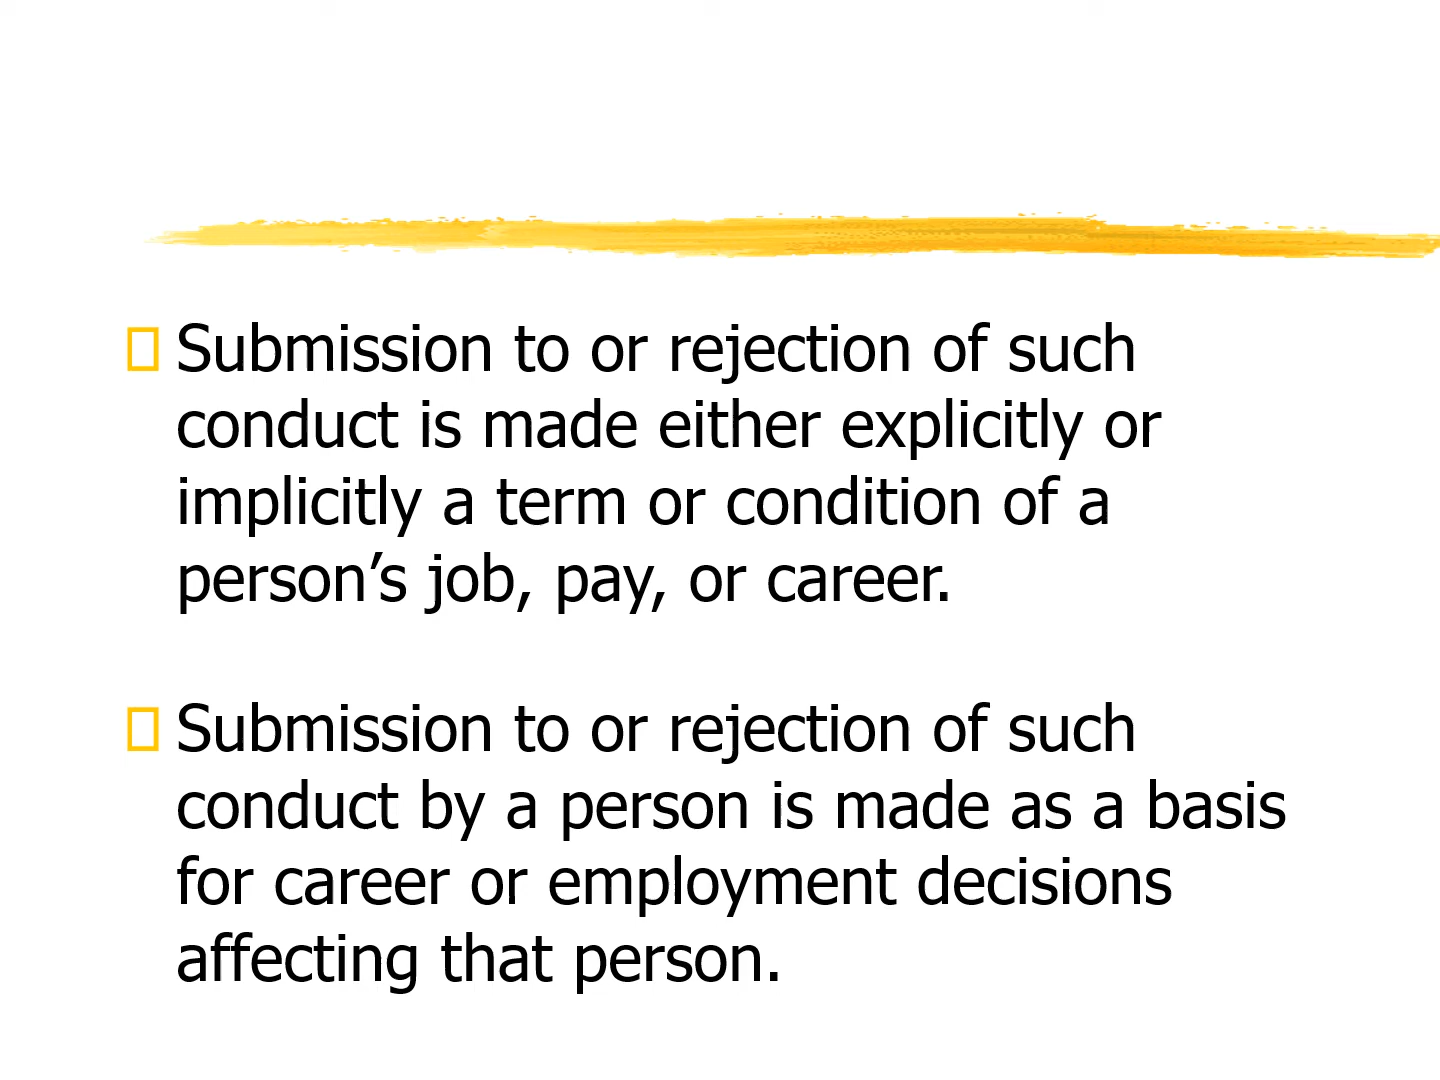 Submission to or rejection of such
conduct is made either explicitly or
implicitly a term or condition of a
person’s job, pay, or career.
Submission to or rejection of such
conduct by a person is made as a basis
for career or employment decisions
affecting that person.